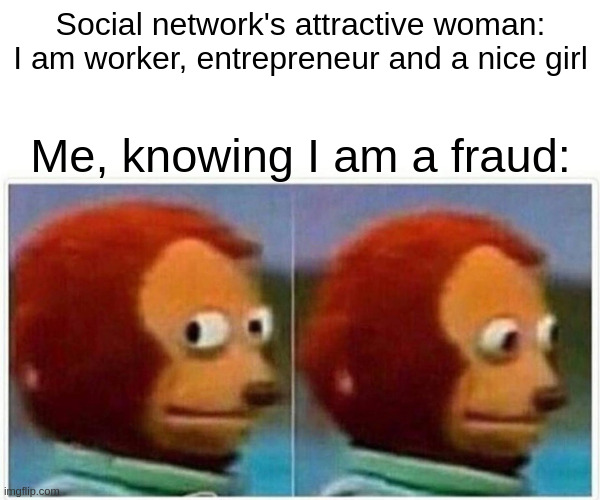 Social network's attractive woman:
I am worker, entrepreneur and a nice girl
Me, knowing I am a fraud:
imgflip.com